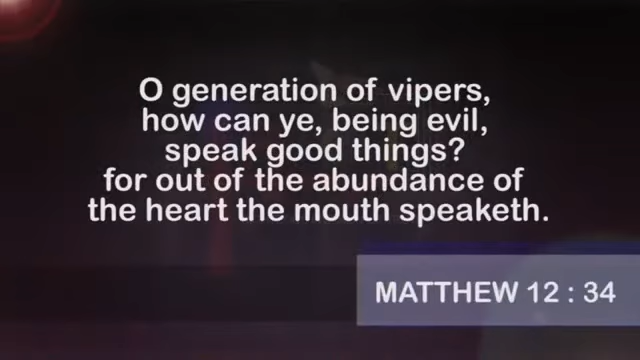 O generation of vipers,
how can ye, being evil,
speak good things?
for out of the abundance of
the heart the mouth speaketh.
MATTHEW 12 : 34